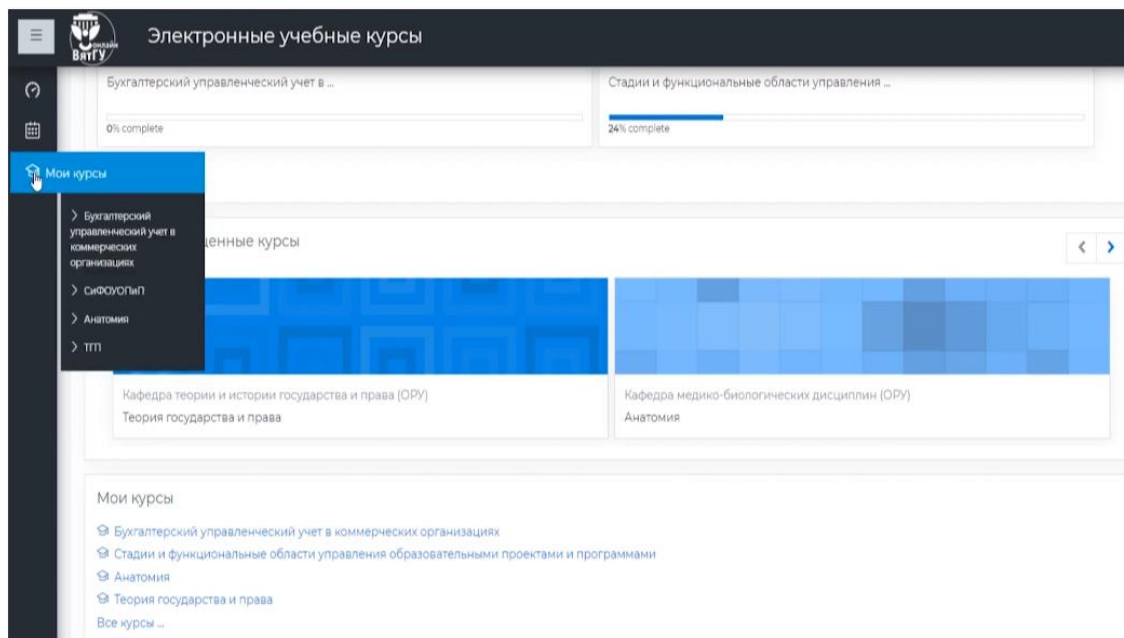 онлайн
ВятГУ
Электронные учебные курсы
Бухгалтерский управленческий учет в ...
Стадии и функциональные области управления ...
0% complete
24% complete
Мои курсы
Бухгалтерский
управленческий учет в
коммерческих
организациях
СиФОУОПиП
Анатомия
ТГП
щенные курсы
Кафедра теории и истории государства и права (ОРУ)
Теория государства и права
Кафедра медико-биологических дисциплин (ОРУ)
Анатомия
Мои курсы
Бухгалтерский управленческий учет в коммерческих организациях
Стадии и функциональные области управления образовательными проектами и программами
Анатомия
Теория государства и права
Все курсы ...